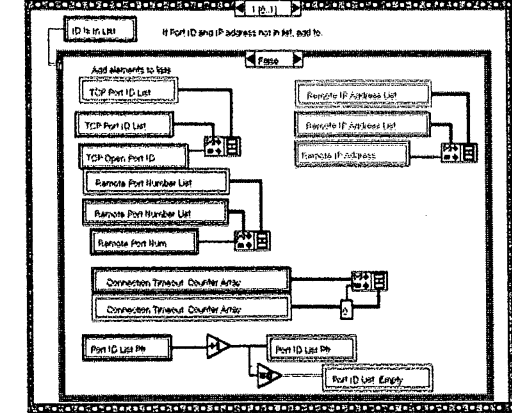 1 [0..1]
ID Is In List
If Port ID and IP address not in list, add to.
False
Add elements to lists
TCP Port ID List
Remote IP Address List
TCP Port ID List
Remote IP Address List
TCP Open Port ID
Remote IP Address
Remote Port Number List
Remote Port Number List
Remote Port Num
Connection Timeout Counter Array
Connection Timeout Counter Array
Port ID List Ptr
Port ID List Ptr
Port ID List Empty